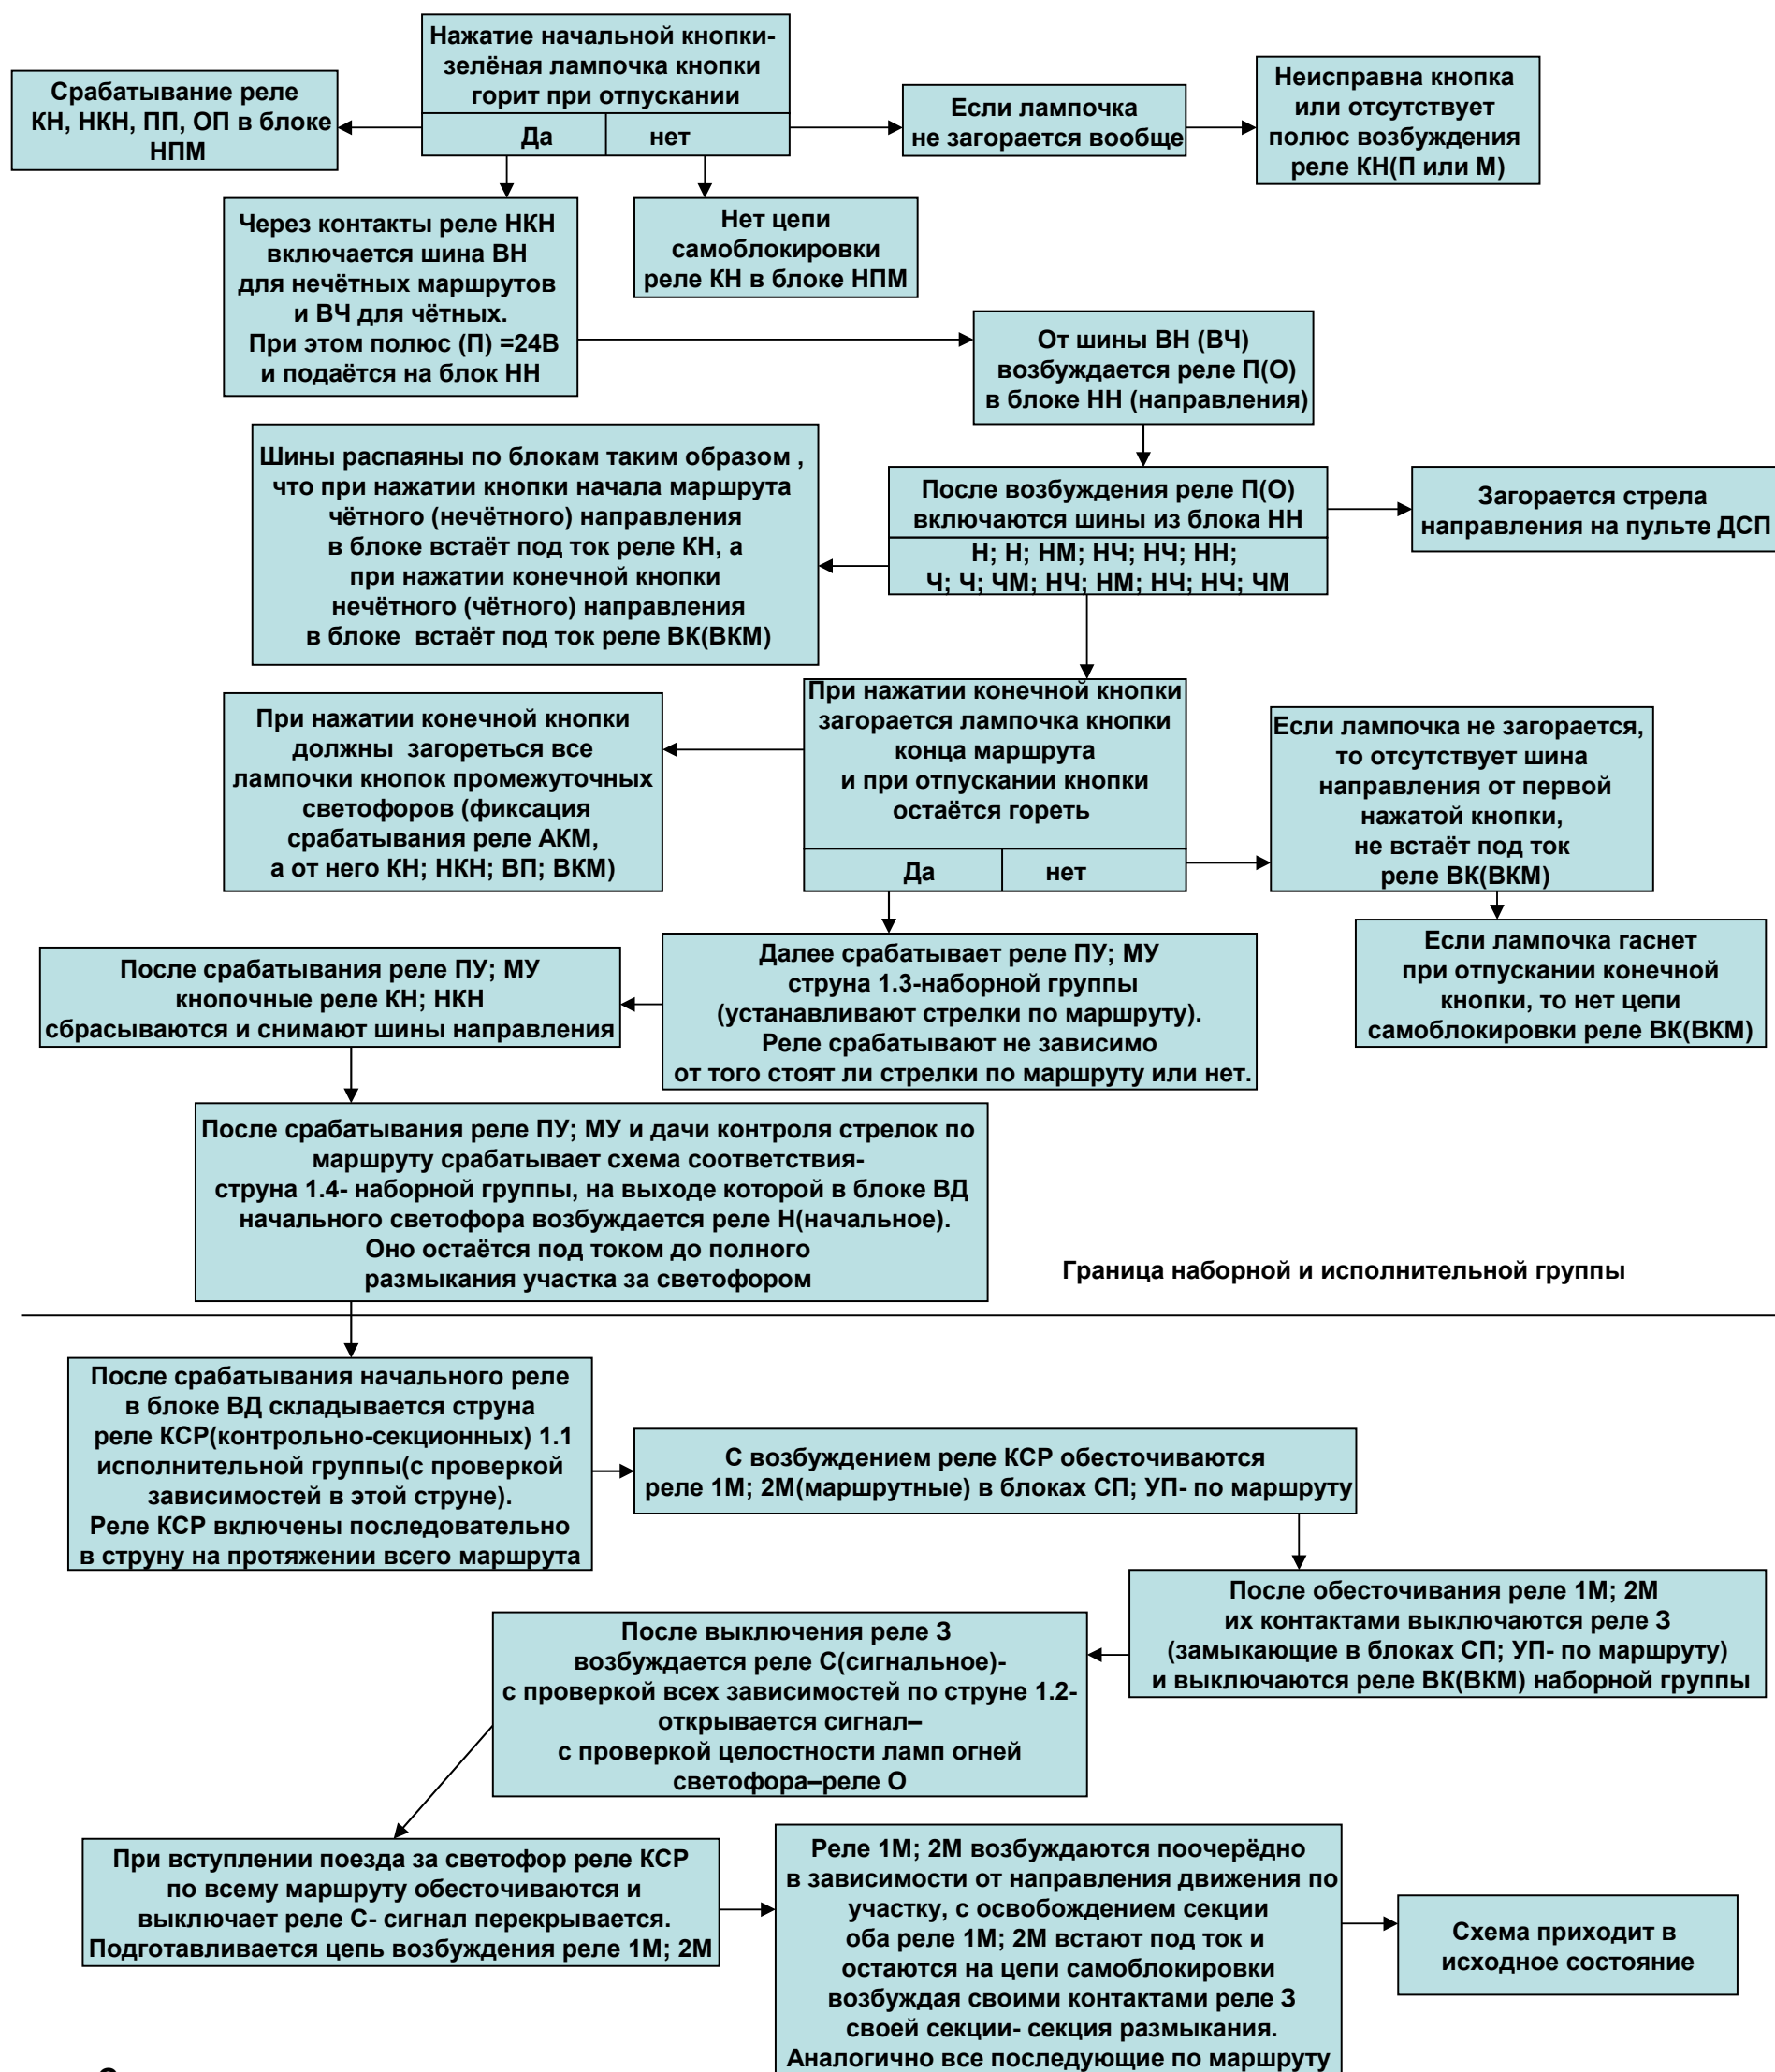 Нажатие начальной кнопки-
зелёная лампочка кнопки
горит при отпускании
Да
нет
Срабатывание реле
КН, НКН, ПП, ОП в блоке
НПМ
Если лампочка
не загорается вообще
Неисправна кнопка
или отсутствует
полюс возбуждения
реле КН(П или М)
Через контакты реле НКН
включается шина ВН
для нечётных маршрутов
и ВЧ для чётных.
При этом полюс (П) =24В
и подаётся на блок НН
Нет цепи
самоблокировки
реле КН в блоке НПМ
От шины ВН (ВЧ)
возбуждается реле П(О)
в блоке НН (направления)
Шины распаяны по блокам таким образом ,
что при нажатии кнопки начала маршрута
чётного (нечётного) направления
в блоке встаёт под ток реле КН, а
при нажатии конечной кнопки
нечётного (чётного) направления
в блоке встаёт под ток реле ВК(ВКМ)
После возбуждения реле П(О)
включаются шины из блока НН
Н; Н; НМ; НЧ; НЧ; НН;
Ч; Ч; ЧМ; НЧ; НМ; НЧ; НЧ; ЧМ
Загорается стрела
направления на пульте ДСП
При нажатии конечной кнопки
должны загореться все
лампочки кнопок промежуточных
светофоров (фиксация
срабатывания реле АКМ,
а от него КН; НКН; ВП; ВКМ)
При нажатии конечной кнопки
загорается лампочка кнопки
конца маршрута
и при отпускании кнопки
остаётся гореть
Да
нет
Если лампочка не загорается,
то отсутствует шина
направления от первой
нажатой кнопки,
не встаёт под ток
реле ВК(ВКМ)
Если лампочка гаснет
при отпускании конечной
кнопки, то нет цепи
самоблокировки реле ВК(ВКМ)
Далее срабатывает реле ПУ; МУ
струна 1.3-наборной группы
(устанавливают стрелки по маршруту).
Реле срабатывают не зависимо
от того стоят ли стрелки по маршруту или нет.
После срабатывания реле ПУ; МУ
кнопочные реле КН; НКН
сбрасываются и снимают шины направления
После срабатывания реле ПУ; МУ и дачи контроля стрелок по
маршруту срабатывает схема соответствия-
струна 1.4- наборной группы, на выходе которой в блоке ВД
начального светофора возбуждается реле Н(начальное).
Оно остаётся под током до полного
размыкания участка за светофором
Граница наборной и исполнительной группы
После срабатывания начального реле
в блоке ВД складывается струна
реле КСР(контрольно-секционных) 1.1
исполнительной группы(с проверкой
зависимостей в этой струне).
Реле КСР включены последовательно
в струну на протяжении всего маршрута
С возбуждением реле КСР обесточиваются
реле 1М; 2М(маршрутные) в блоках СП; УП- по маршруту
После обесточивания реле 1М; 2М
их контактами выключаются реле З
(замыкающие в блоках СП; УП- по маршруту)
и выключаются реле ВК(ВКМ) наборной группы
После выключения реле З
возбуждается реле С(сигнальное)-
с проверкой всех зависимостей по струне 1.2-
открывается сигнал–
с проверкой целостности ламп огней
светофора–реле О
При вступлении поезда за светофор реле КСР
по всему маршруту обесточиваются и
выключает реле С- сигнал перекрывается.
Подготавливается цепь возбуждения реле 1М; 2М
Реле 1М; 2М возбуждаются поочерёдно
в зависимости от направления движения по
участку, с освобождением секции
оба реле 1М; 2М встают под ток и
остаются на цепи самоблокировки
возбуждая своими контактами реле З
своей секции- секция размыкания.
Аналогично все последующие по маршруту
Схема приходит в
исходное состояние